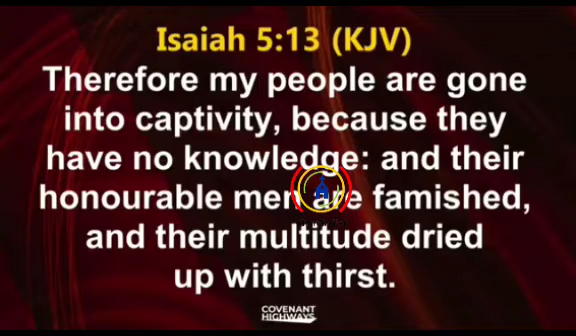 Isaiah 5:13 (KJV)
Therefore my people are gone
into captivity, because they
have no knowledge: and their
honourable men are famished,
and their multitude dried
up with thirst.
COVENANT
HIGHWAYS